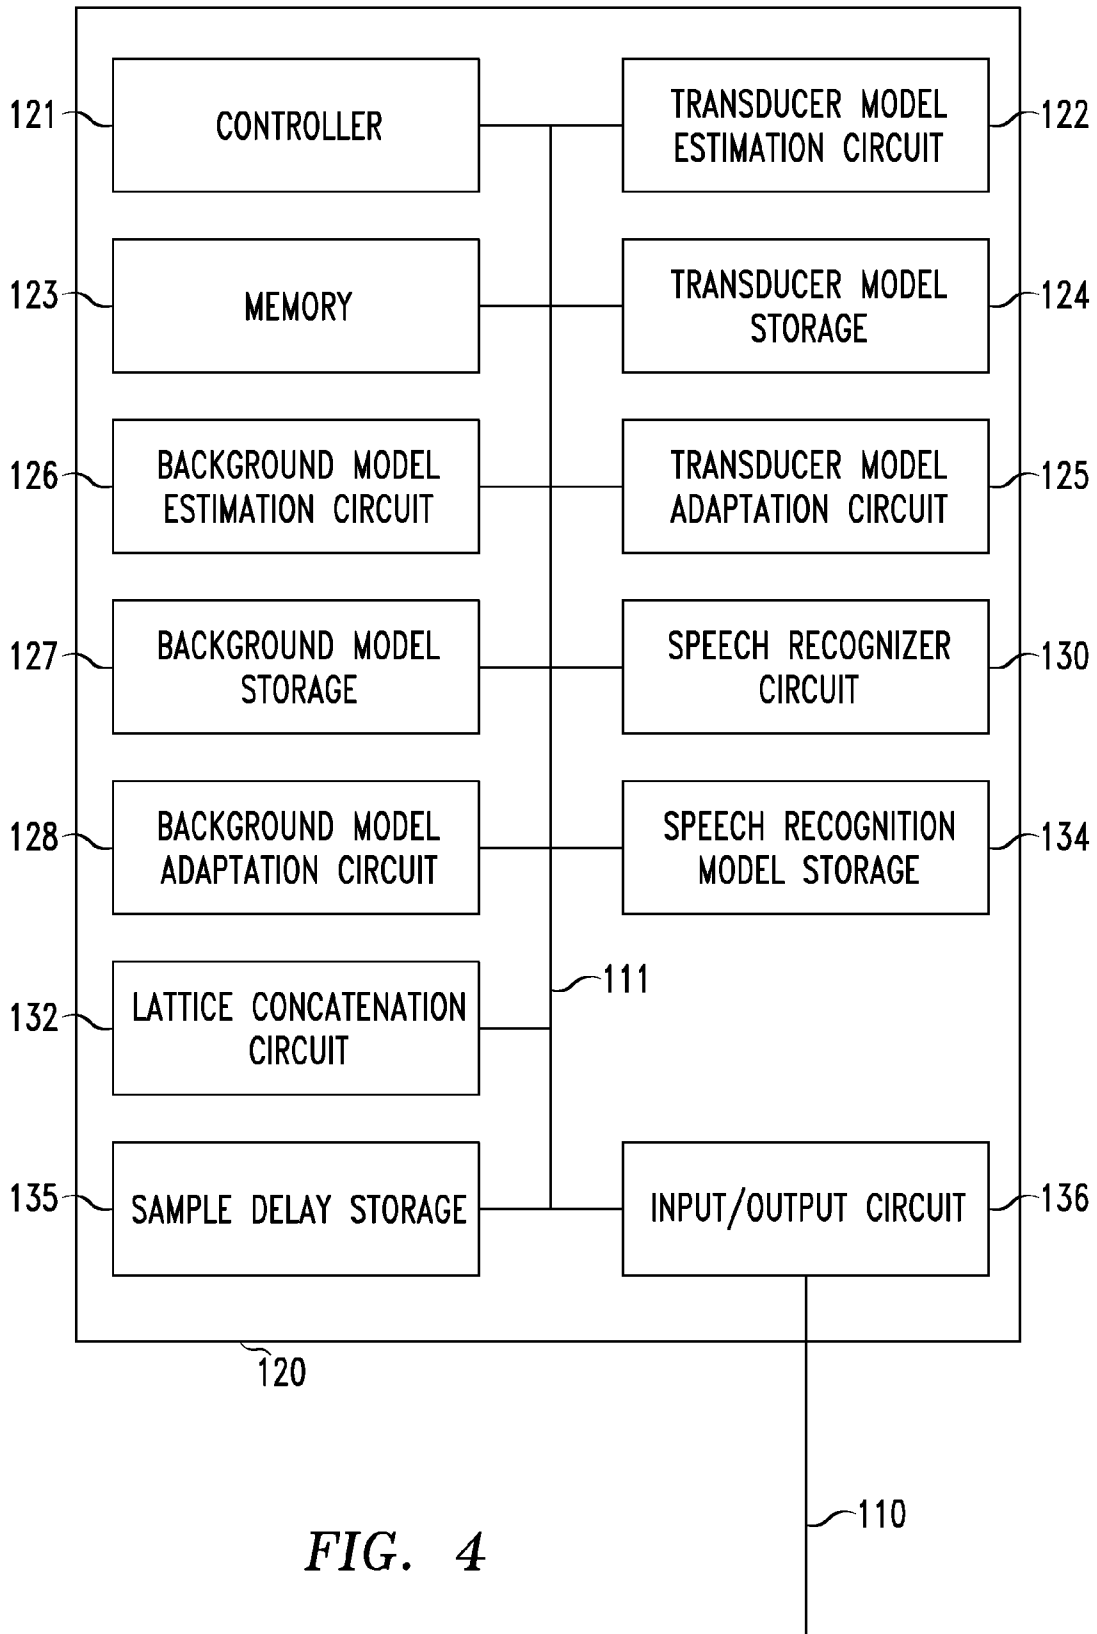 121
CONTROLLER
TRANSDUCER MODEL
ESTIMATION CIRCUIT
122
123
MEMORY
TRANSDUCER MODEL
STORAGE
124
126
BACKGROUND MODEL
ESTIMATION CIRCUIT
TRANSDUCER MODEL
ADAPTATION CIRCUIT
125
127
BACKGROUND MODEL
STORAGE
SPEECH RECOGNIZER
CIRCUIT
130
128
BACKGROUND MODEL
ADAPTATION CIRCUIT
SPEECH RECOGNITION
MODEL STORAGE
134
132
LATTICE CONCATENATION
CIRCUIT
111
135
SAMPLE DELAY STORAGE
INPUT/OUTPUT CIRCUIT
136
120
110
FIG. 4